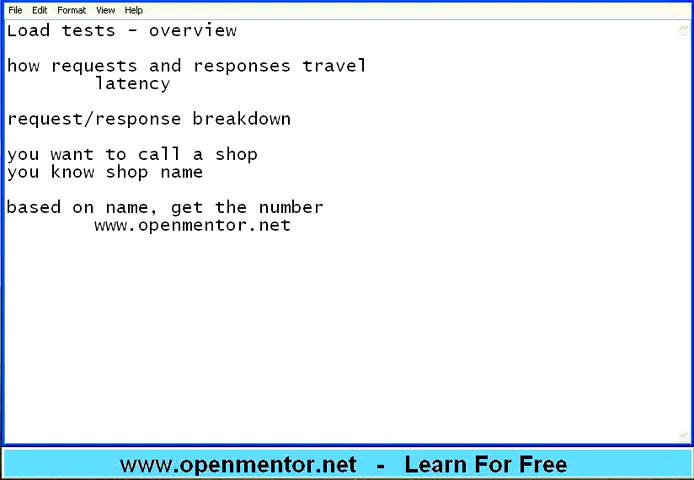 File Edit Format View Help
Load tests - overview
how requests and responses travel
latency
request/response breakdown
you want to call a shop
you know shop name
based on name, get the number
www.openmentor.net
www.openmentor.net - Learn For Free